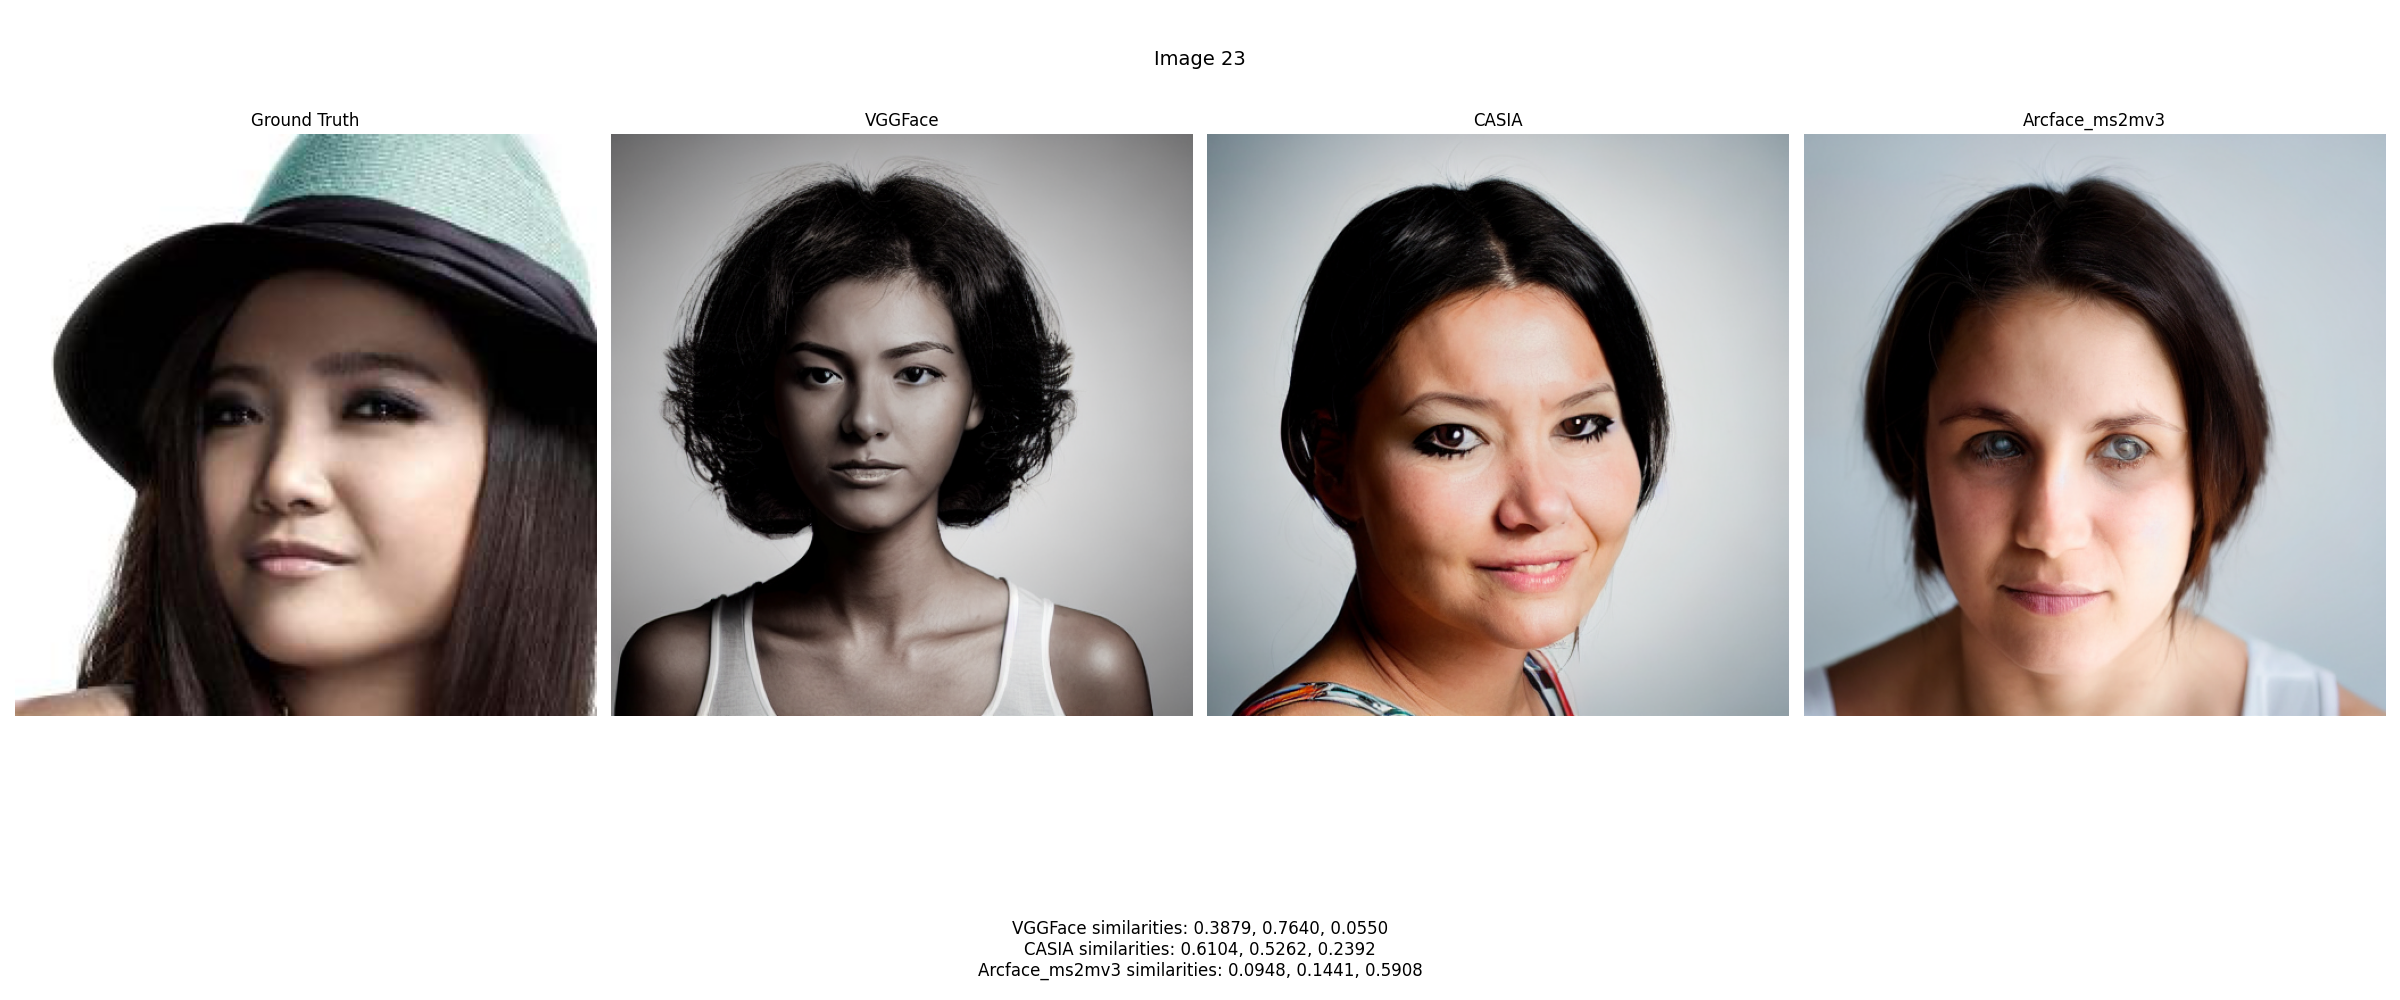 Image 23
Ground Truth
VGGFace
CASIA
Arcface_ms2mv3
VGGFace similarities: 0.3879, 0.7640, 0.0550
CASIA similarities: 0.6104, 0.5262, 0.2392
Arcface_ms2mv3 similarities: 0.0948, 0.1441, 0.5908